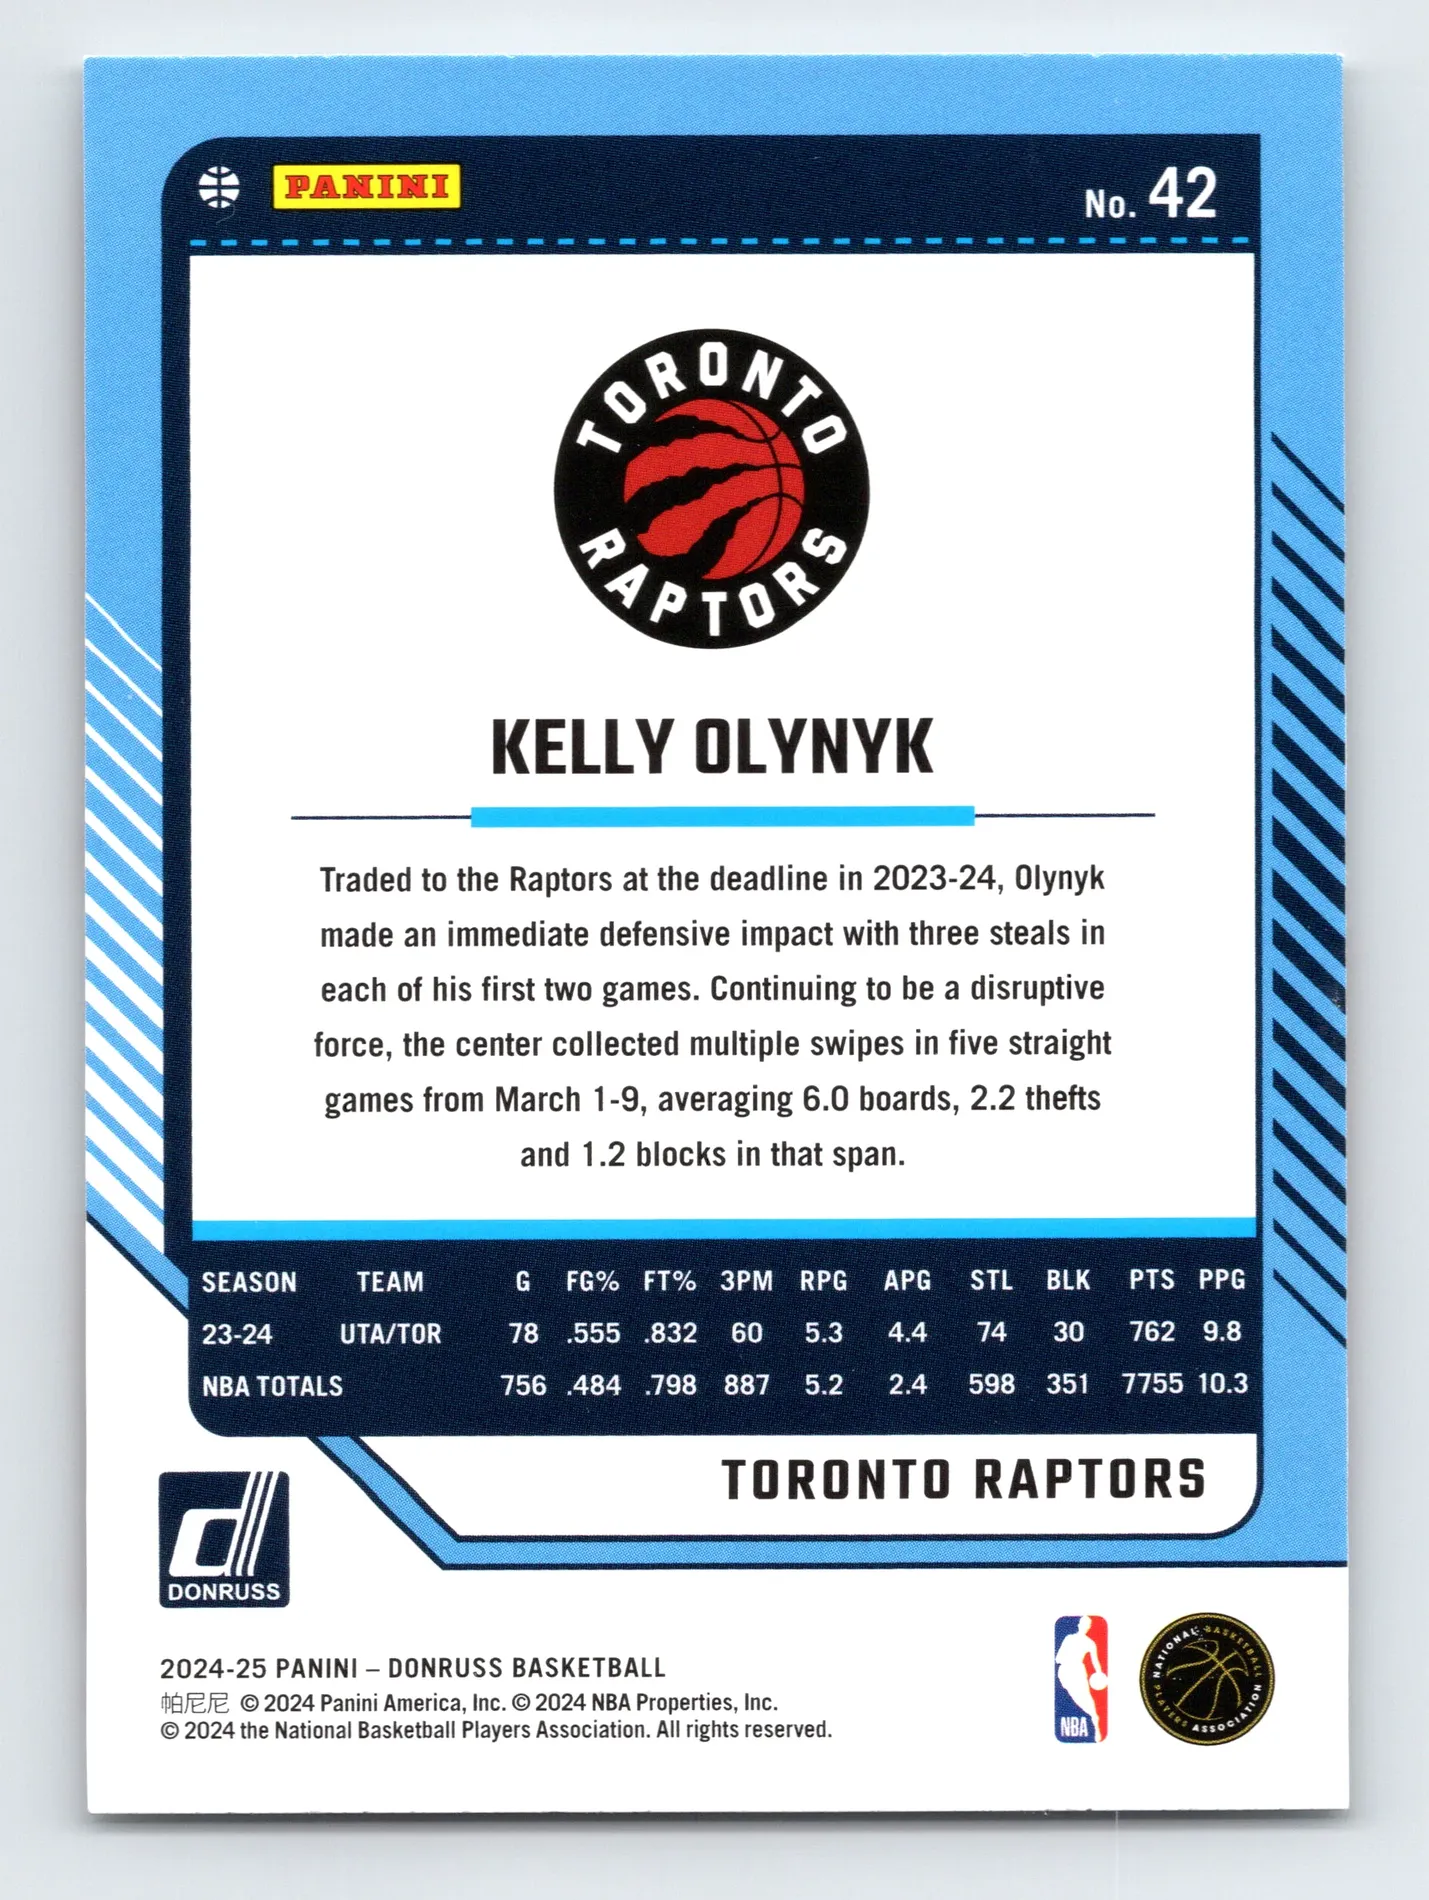 PANINI
No. 42
TORONTO
RAPTORS
KELLY OLYNYK
Traded to the Raptors at the deadline in 2023-24, Olynyk
made an immediate defensive impact with three steals in
each of his first two games. Continuing to be a disruptive
force, the center collected multiple swipes in five straight
games from March 1-9, averaging 6.0 boards, 2.2 thefts
and 1.2 blocks in that span.
SEASON TEAM G FG% FT% 3PM RPG APG STL BLK PTS PPG
23-24 UTA/TOR 78 .555 .832 60 5.3 4.4 74 30 762 9.8
NBA TOTALS 756 .484 .798 887 5.2 2.4 598 351 7755 10.3
TORONTO RAPTORS
d
DONRUSS
2024-25 PANINI – DONRUSS BASKETBALL
帕尼尼 © 2024 Panini America, Inc. © 2024 NBA Properties, Inc.
© 2024 the National Basketball Players Association. All rights reserved.
NBA
NATIONAL BASKETBALL
PLAYERS ASSOCIATION